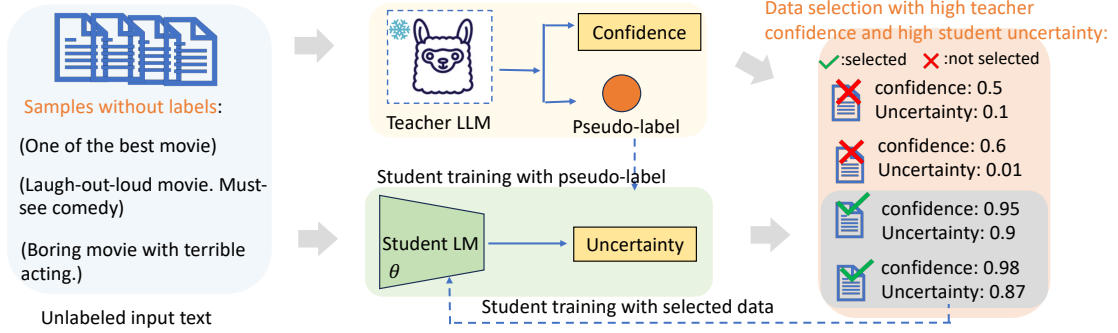 Samples without labels:
(One of the best movie)
(Laugh-out-loud movie. Must-
see comedy)
(Boring movie with terrible
acting.)
Unlabeled input text
Teacher LLM
Confidence
Pseudo-label
Student training with pseudo-label
Student LM
θ
Uncertainty
Student training with selected data
Data selection with high teacher
confidence and high student uncertainty:
:selected :not selected
confidence: 0.5
Uncertainty: 0.1
confidence: 0.6
Uncertainty: 0.01
confidence: 0.95
Uncertainty: 0.9
confidence: 0.98
Uncertainty: 0.87